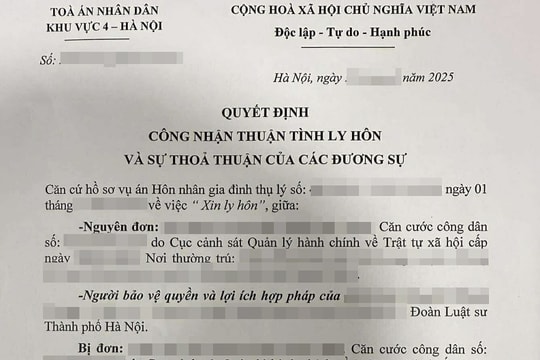 TOÀ ÁN NHÂN DÂN
KHU VỰC 4 – HÀ NỘI
CỘNG HOÀ XÃ HỘI CHỦ NGHĨA VIỆT NAM
Độc lập - Tự do - Hạnh phúc
Số:
Hà Nội, ngày 2025
QUYẾT ĐỊNH
CÔNG NHẬN THUẬN TÌNH LY HÔN
VÀ SỰ THOẢ THUẬN CỦA CÁC ĐƯƠNG SỰ
Căn cứ hồ sơ vụ án Hôn nhân gia đình thụ lý số: ngày 01
tháng về việc “ Xin ly hôn”, giữa:
-Nguyên đơn: Căn cước công dân
số: do Cục cảnh sát Quản lý hành chính về Trật tự xã hội cấp
ngày Nơi thường trú:
-Người bảo vệ quyền và lợi ích hợp pháp của
Đoàn Luật sư
Thành phố Hà Nội.
Bị đơn: Căn cước công dân số: